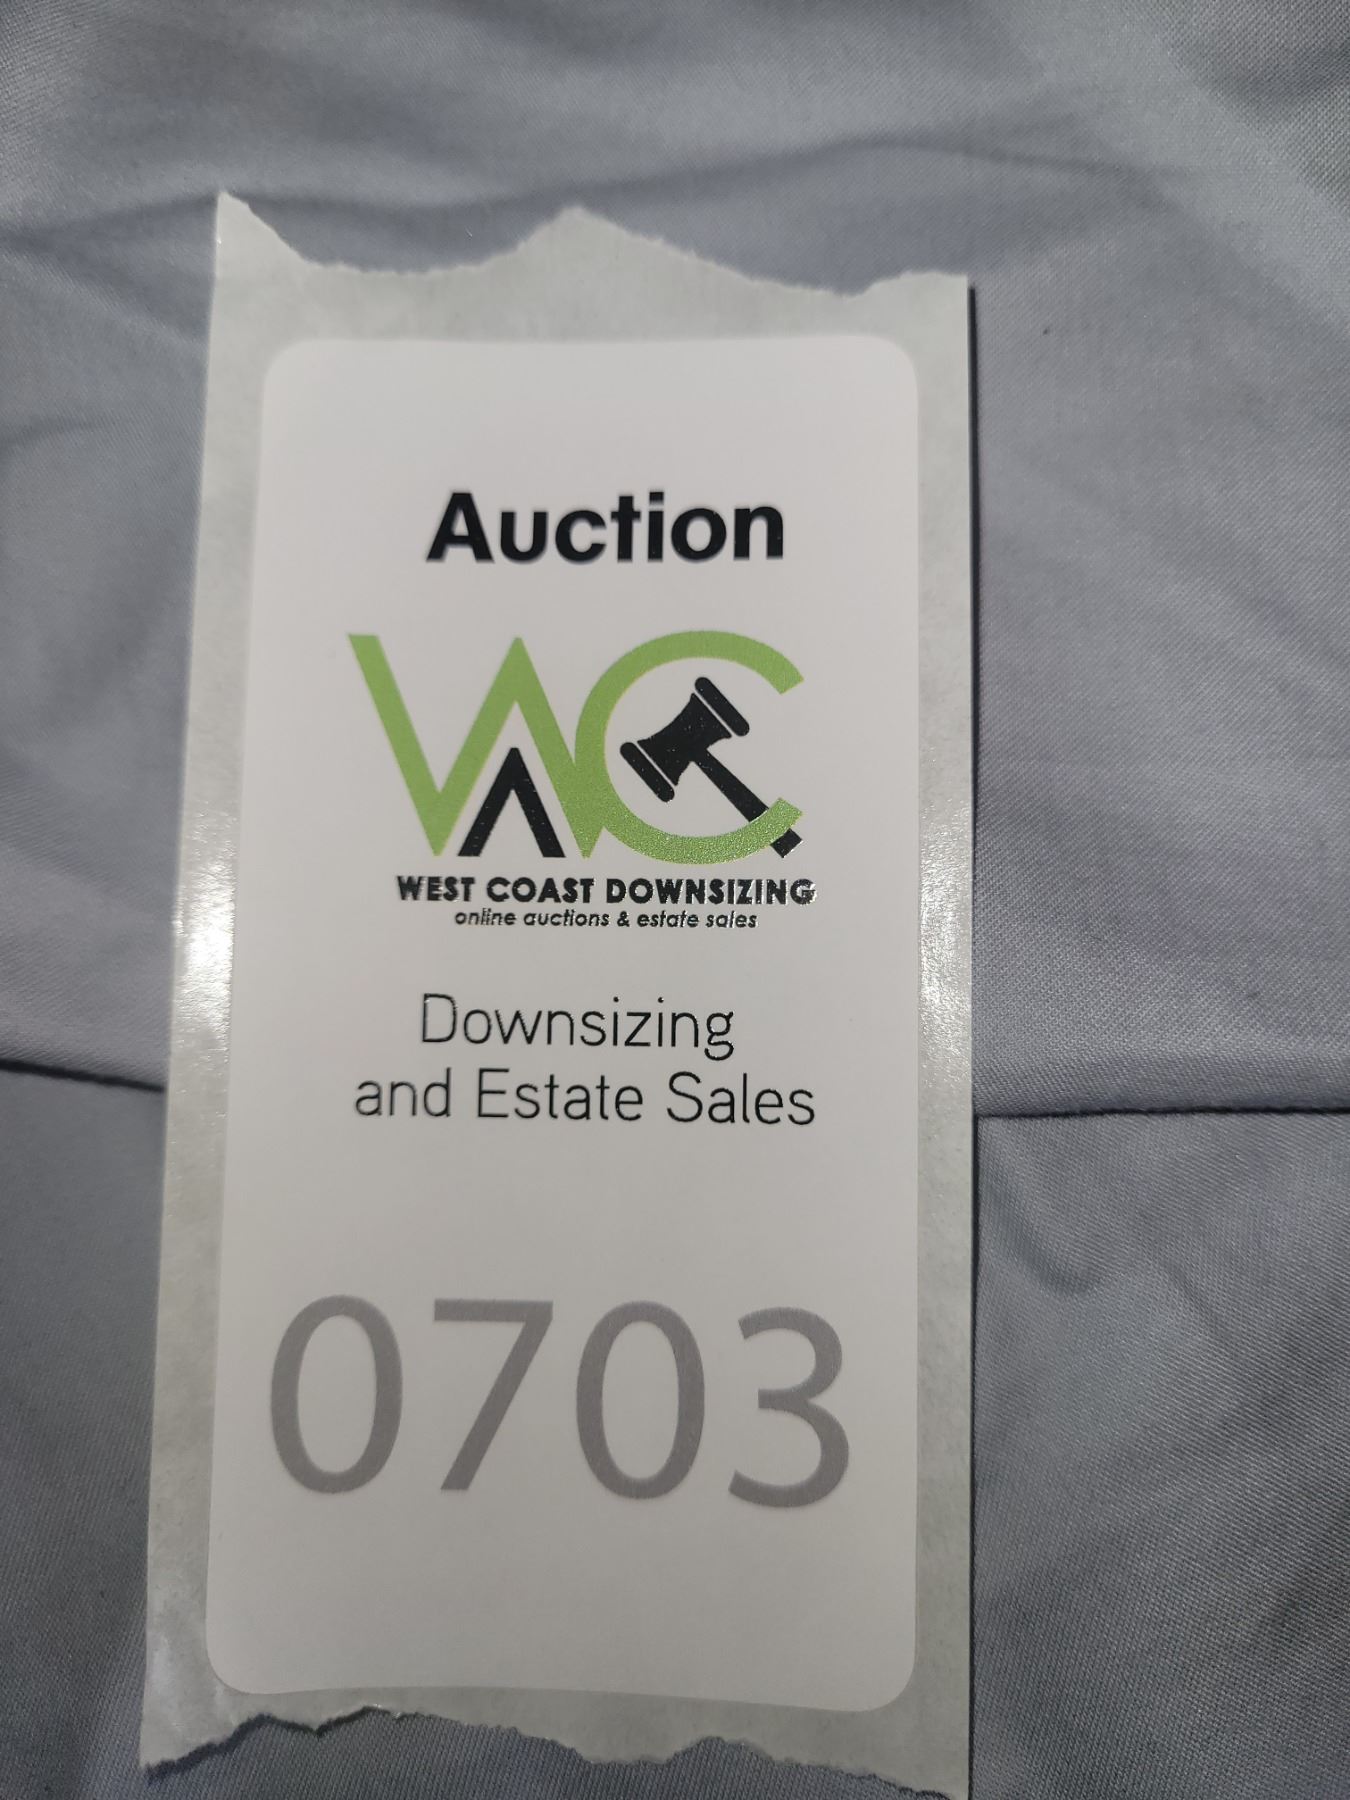 Auction
WC
WEST COAST DOWNSIZING
online auctions & estate sales
Downsizing
and Estate Sales
0703